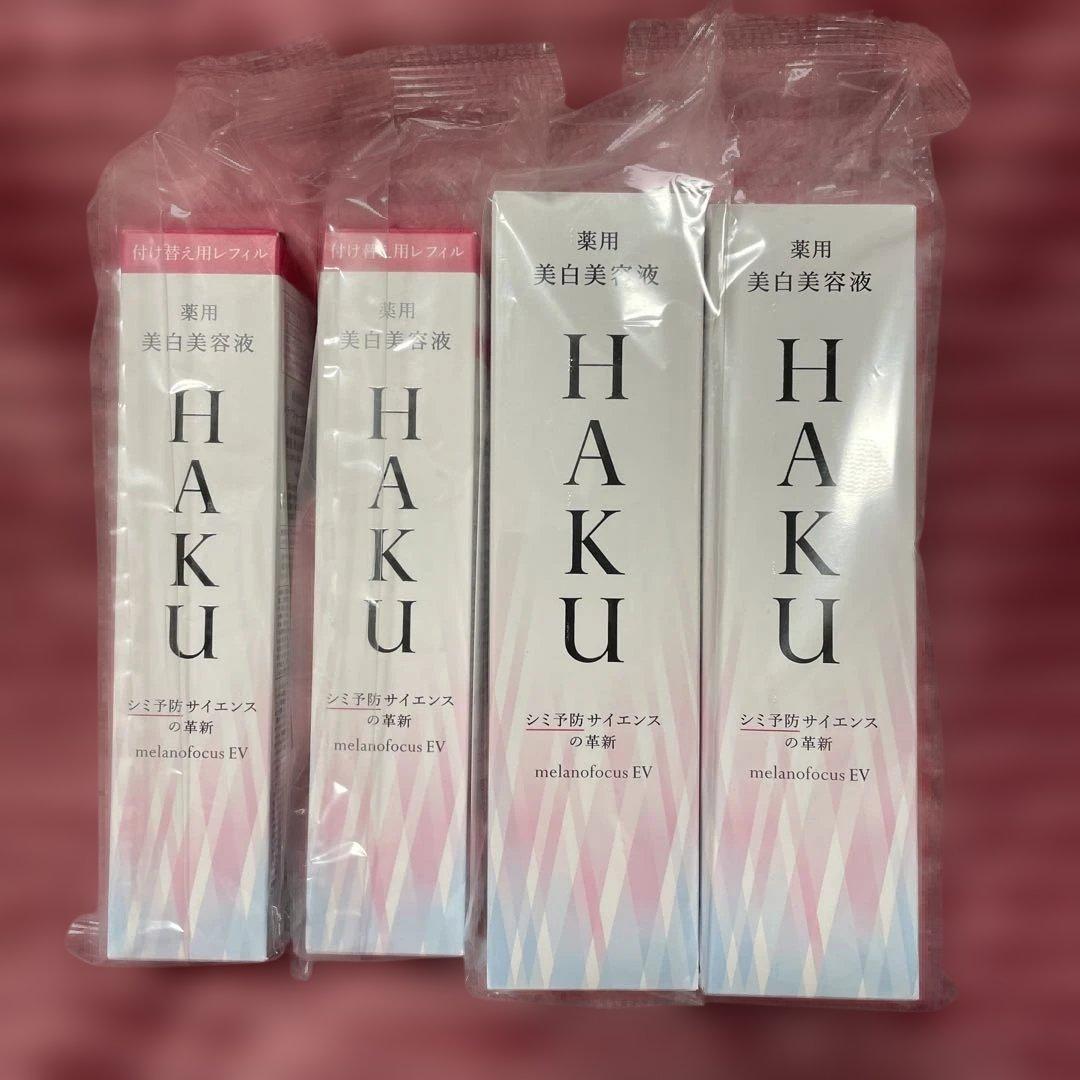 付け替え用レフィル
薬用
美白美容液
HAKU
シミ予防サイエンス
の革新
melanofocus EV
付け替え用レフィル
薬用
美白美容液
HAKU
シミ予防サイエンス
の革新
melanofocus EV
薬用
美白美容液
HAKU
シミ予防サイエンス
の革新
melanofocus EV
薬用
美白美容液
HAKU
シミ予防サイエンス
の革新
melanofocus EV